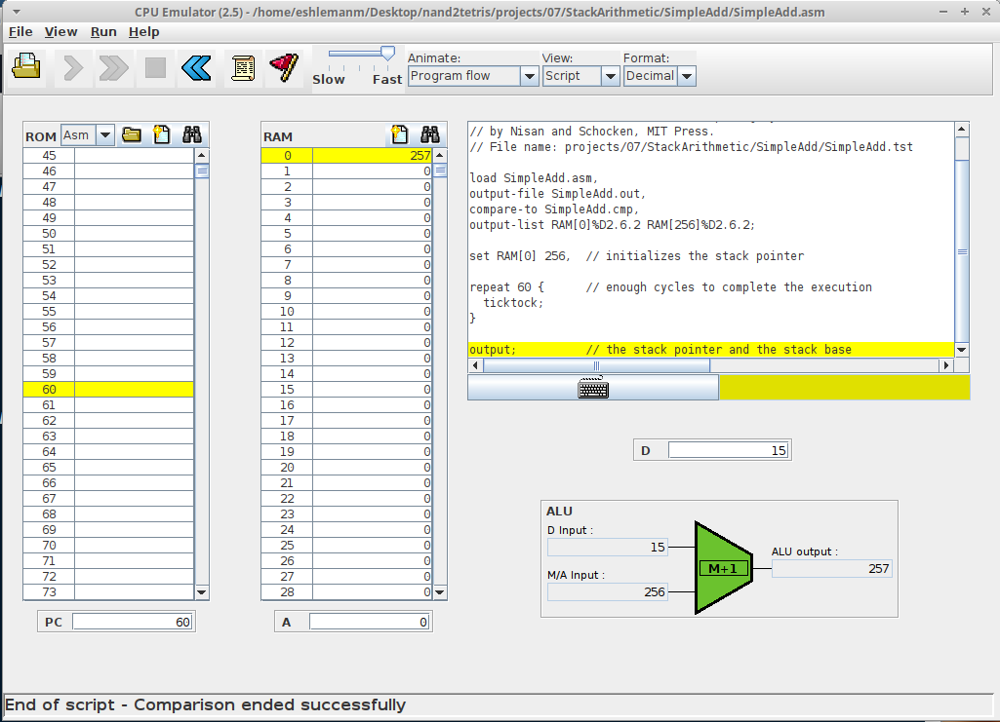 CPU Emulator (2.5) - /home/eshlemanm/Desktop/nand2tetris/projects/07/StackArithmetic/SimpleAdd/SimpleAdd.asm
File View Run Help
Slow Fast
Animate:
Program flow
View:
Script
Format:
Decimal
ROM Asm
45
46
47
48
49
50
51
52
53
54
55
56
57
58
59
60
61
62
63
64
65
66
67
68
69
70
71
72
73
PC 60
RAM
0 257
1 0
2 0
3 0
4 0
5 0
6 0
7 0
8 0
9 0
10 0
11 0
12 0
13 0
14 0
15 0
16 0
17 0
18 0
19 0
20 0
21 0
22 0
23 0
24 0
25 0
26 0
27 0
28 0
A 0
// by Nisan and Schocken, MIT Press.
// File name: projects/07/StackArithmetic/SimpleAdd/SimpleAdd.tst
load SimpleAdd.asm,
output-file SimpleAdd.out,
compare-to SimpleAdd.cmp,
output-list RAM[0]%D2.6.2 RAM[256]%D2.6.2;
set RAM[0] 256,  // initializes the stack pointer
repeat 60 {      // enough cycles to complete the execution
ticktock;
}
output;          // the stack pointer and the stack base
D 15
ALU
D Input :
15
M/A Input :
256
M+1
ALU output :
257
End of script - Comparison ended successfully